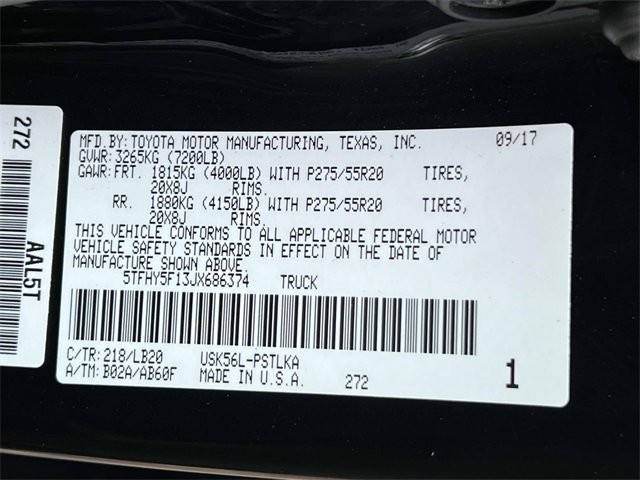 MFD.BY:TOYOTA MOTOR MANUFACTURING, TEXAS, INC. 09/17
GVWR:3265KG (7200LB)
GAWR:FRT. 1815KG (4000LB) WITH P275/55R20 TIRES,
20X8J RIMS.
RR. 1880KG (4150LB) WITH P275/55R20 TIRES,
20X8J RIMS.
THIS VEHICLE CONFORMS TO ALL APPLICABLE FEDERAL MOTOR
VEHICLE SAFETY STANDARDS IN EFFECT ON THE DATE OF
MANUFACTURE SHOWN ABOVE.
5TFHY5F13JX686374 TRUCK
C/TR:218/LB20 USK56L-PSTLKA
A/TM:B02A/AB60F MADE IN U.S.A. 272 1
272
AAL5T